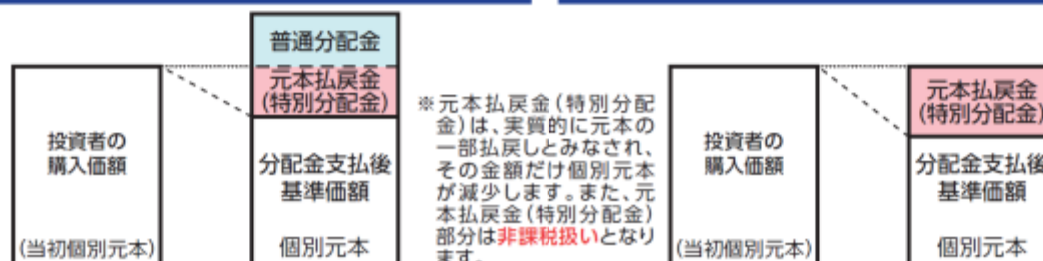 普通分配金
元本払戻金
(特別分配金)
投資者の
購入価額
分配金支払後
基準価額
(当初個別元本)
個別元本
※元本払戻金(特別分配
金)は、実質的に元本の
一部払戻しとみなされ、
その金額だけ個別元本
が減少します。また、元
本払戻金(特別分配金)
部分は非課税扱いとなり
ます。
元本払戻金
(特別分配金)
投資者の
購入価額
分配金支払後
基準価額
(当初個別元本)
個別元本